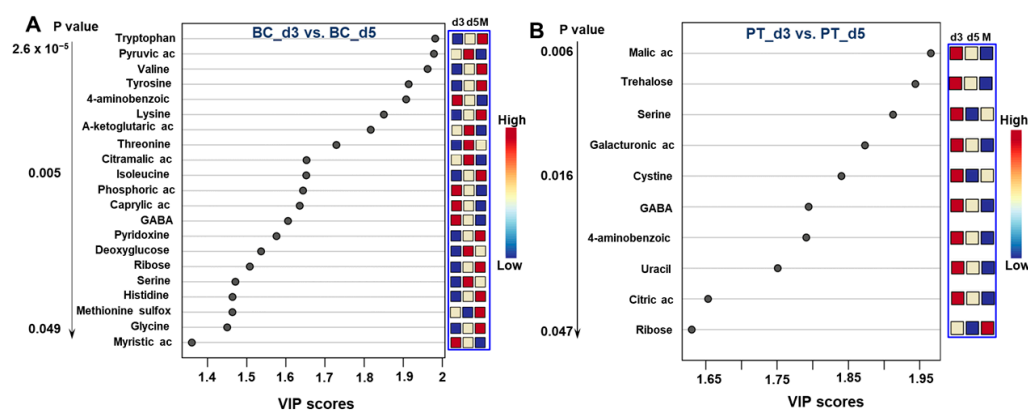 A
P value
BC_d3 vs. BC_d5
d3 d5 M
2.6 x 10⁻⁵
0.005
0.049
Tryptophan
Pyruvic ac
Valine
Tyrosine
4-aminobenzoic
Lysine
A-ketoglutaric ac
Threonine
Citramalic ac
Isoleucine
Phosphoric ac
Caprylic ac
GABA
Pyridoxine
Deoxyglucose
Ribose
Serine
Histidine
Methionine sulfox
Glycine
Myristic ac
High
Low
1.4 1.5 1.6 1.7 1.8 1.9 2
VIP scores
B
P value
PT_d3 vs. PT_d5
d3 d5 M
0.006
0.016
0.047
Malic ac
Trehalose
Serine
Galacturonic ac
Cystine
GABA
4-aminobenzoic
Uracil
Citric ac
Ribose
High
Low
1.65 1.75 1.85 1.95
VIP scores